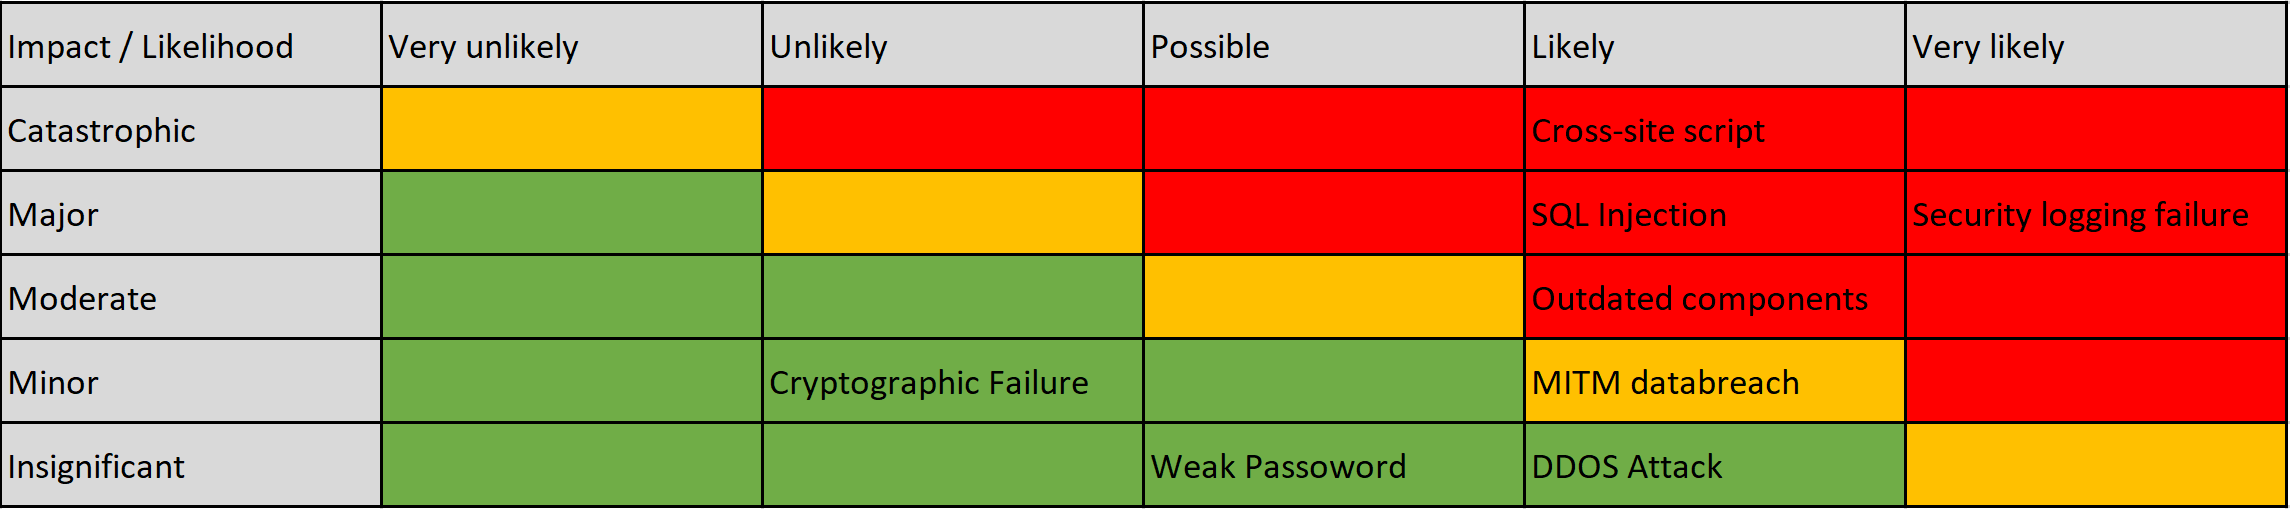 Impact / Likelihood Very unlikely Unlikely Possible Likely Very likely
Catastrophic Cross-site script
Major SQL Injection Security logging failure
Moderate Outdated components
Minor Cryptographic Failure MITM databreach
Insignificant Weak Passoword DDOS Attack